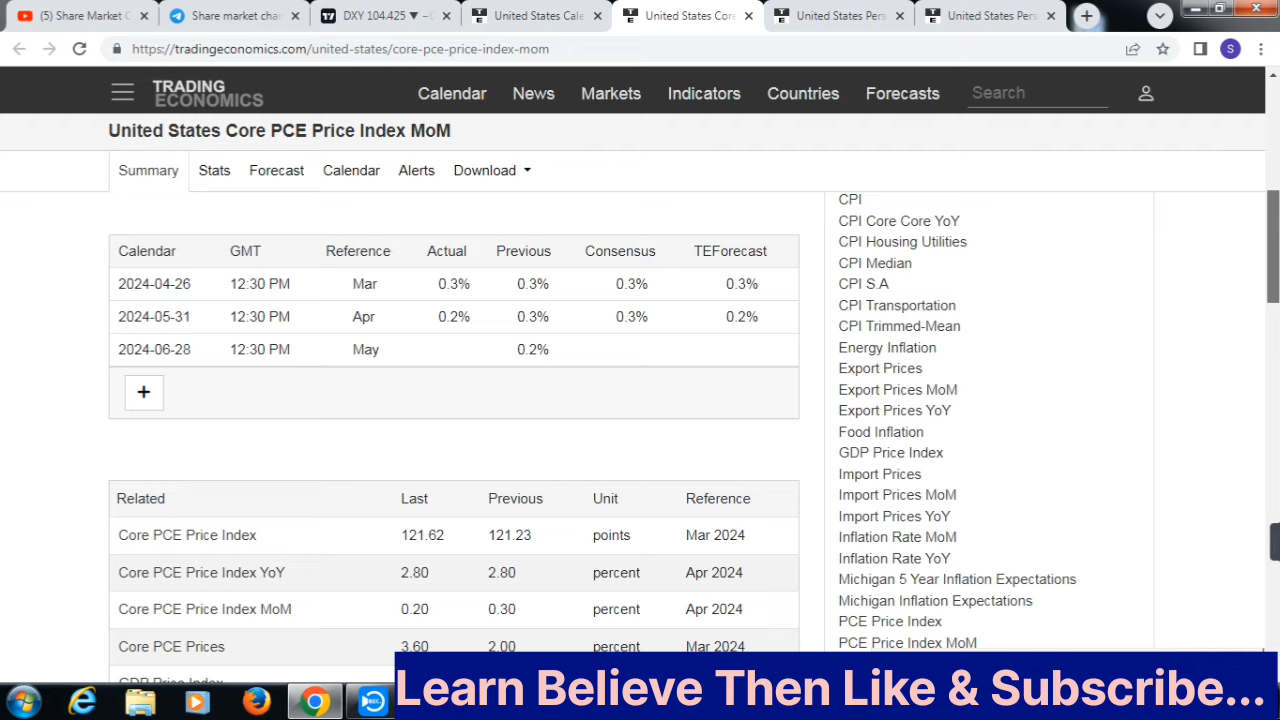 (5) Share Market C
Share market cha
DXY 104.425 ▼ −
United States Co
United States Cor
United States Pers
United States Pers
https://tradingeconomics.com/united-states/core-pce-price-index-mom
S
TRADING
ECONOMICS
Calendar News Markets Indicators Countries Forecasts Search
United States Core PCE Price Index MoM
Summary Stats Forecast Calendar Alerts Download
Calendar GMT Reference Actual Previous Consensus TEForecast
2024-04-26 12:30 PM Mar 0.3% 0.3% 0.3% 0.3%
2024-05-31 12:30 PM Apr 0.2% 0.3% 0.3% 0.2%
2024-06-28 12:30 PM May 0.2%
+
Related Last Previous Unit Reference
Core PCE Price Index 121.62 121.23 points Mar 2024
Core PCE Price Index YoY 2.80 2.80 percent Apr 2024
Core PCE Price Index MoM 0.20 0.30 percent Apr 2024
Core PCE Prices 3.60 2.00 percent Mar 2024
GDP Price Index
CPI
CPI Core Core YoY
CPI Housing Utilities
CPI Median
CPI S.A
CPI Transportation
CPI Trimmed-Mean
Energy Inflation
Export Prices
Export Prices MoM
Export Prices YoY
Food Inflation
GDP Price Index
Import Prices
Import Prices MoM
Import Prices YoY
Inflation Rate MoM
Inflation Rate YoY
Michigan 5 Year Inflation Expectations
Michigan Inflation Expectations
PCE Price Index
PCE Price Index MoM
Learn Believe Then Like & Subscribe...